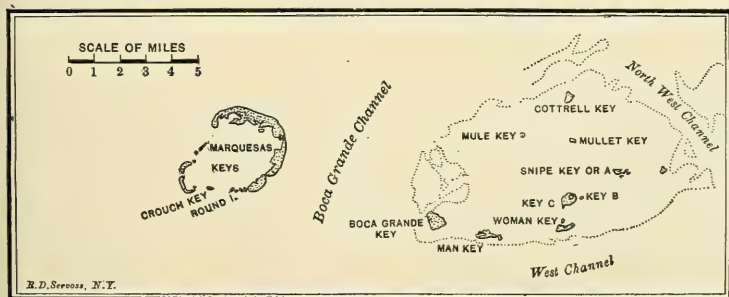 SCALE OF MILES
0 1 2 3 4 5
Boca Grande Channel
North West Channel
COTTRELL KEY
MULE KEY
MULLET KEY
MARQUESAS
KEYS
SNIPE KEY OR A
CROUCH KEY
ROUND I.
KEY C
KEY B
BOCA GRANDE
KEY
WOMAN KEY
MAN KEY
West Channel
R.D.Servoss, N.Y.